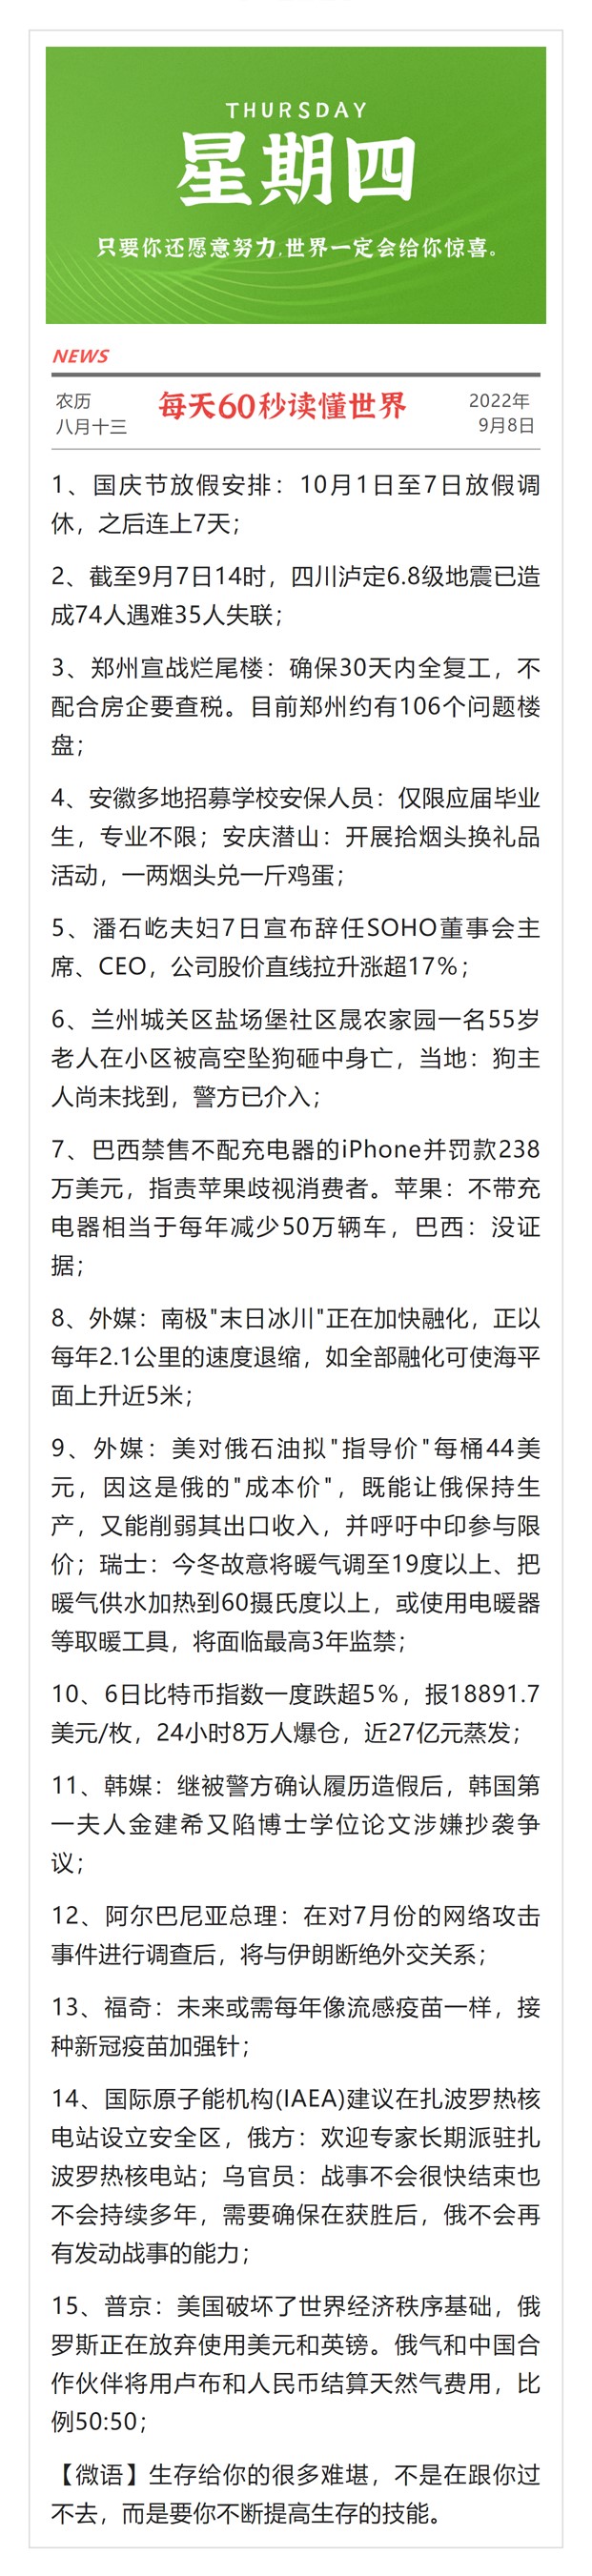 THURSDAY
星期四
只要你还愿意努力,世界一定会给你惊喜。
NEWS
农历
八月十三
每天60秒读懂世界
2022年
9月8日
1、国庆节放假安排：10月1日至7日放假调
休，之后连上7天；
2、截至9月7日14时，四川泸定6.8级地震已造
成74人遇难35人失联；
3、郑州宣战烂尾楼：确保30天内全复工，不
配合房企要查税。目前郑州约有106个问题楼
盘；
4、安徽多地招募学校安保人员：仅限应届毕业
生，专业不限；安庆潜山：开展拾烟头换礼品
活动，一两烟头兑一斤鸡蛋；
5、潘石屹夫妇7日宣布辞任SOHO董事会主
席、CEO，公司股价直线拉升涨超17%；
6、兰州城关区盐场堡社区晟农家园一名55岁
老人在小区被高空坠狗砸中身亡，当地：狗主
人尚未找到，警方已介入；
7、巴西禁售不配充电器的iPhone并罚款238
万美元，指责苹果歧视消费者。苹果：不带充
电器相当于每年减少50万辆车，巴西：没证
据；
8、外媒：南极"末日冰川"正在加快融化，正以
每年2.1公里的速度退缩，如全部融化可使海平
面上升近5米；
9、外媒：美对俄石油拟"指导价"每桶44美
元，因这是俄的"成本价"，既能让俄保持生
产，又能削弱其出口收入，并呼吁中印参与限
价；瑞士：今冬故意将暖气调至19度以上、把
暖气供水加热到60摄氏度以上，或使用电暖器
等取暖工具，将面临最高3年监禁；
10、6日比特币指数一度跌超5%，报18891.7
美元/枚，24小时8万人爆仓，近27亿元蒸发；
11、韩媒：继被警方确认履历造假后，韩国第
一夫人金建希又陷博士学位论文涉嫌抄袭争
议；
12、阿尔巴尼亚总理：在对7月份的网络攻击
事件进行调查后，将与伊朗断绝外交关系；
13、福奇：未来或需每年像流感疫苗一样，接
种新冠疫苗加强针；
14、国际原子能机构(IAEA)建议在扎波罗热核
电站设立安全区，俄方：欢迎专家长期派驻扎
波罗热核电站；乌官员：战事不会很快结束也
不会持续多年，需要确保在获胜后，俄不会再
有发动战事的能力；
15、普京：美国破坏了世界经济秩序基础，俄
罗斯正在放弃使用美元和英镑。俄气和中国合
作伙伴将用卢布和人民币结算天然气费用，比
例50:50；
【微语】生存给你的很多难堪，不是在跟你过
不去，而是要你不断提高生存的技能。